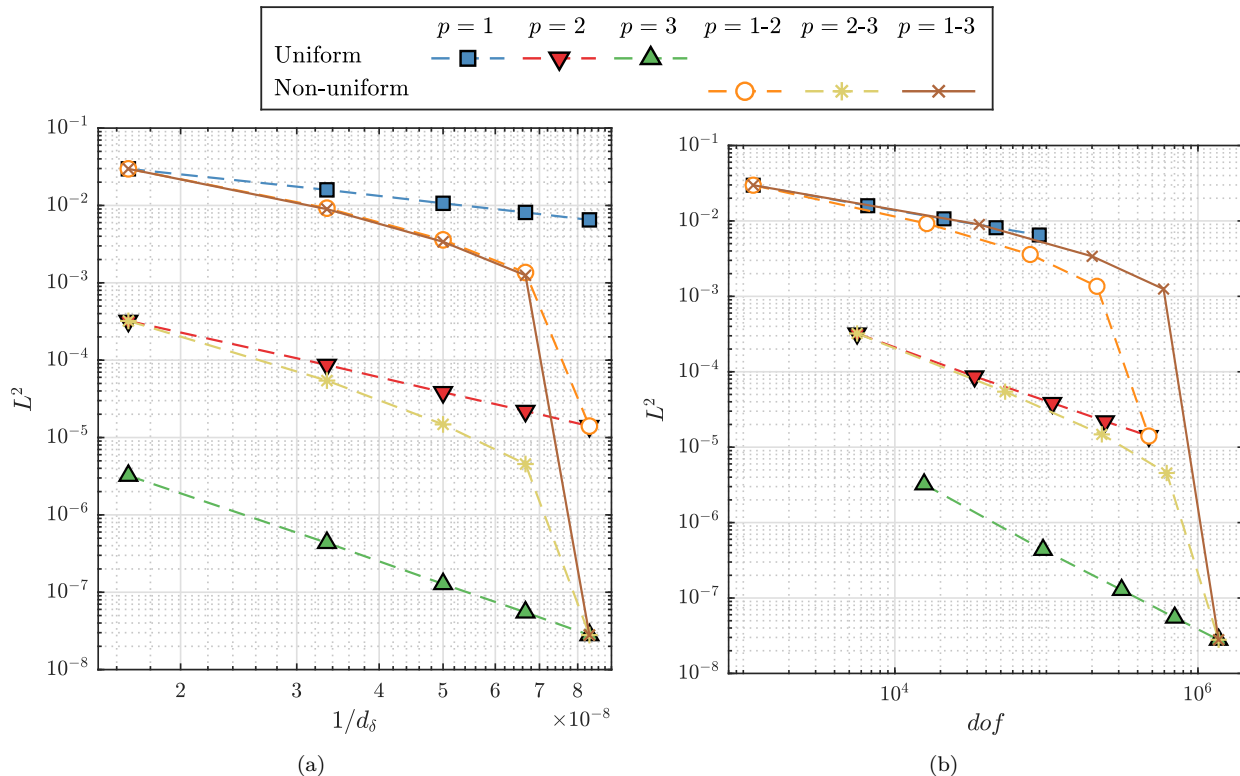 p = 1 p = 2 p = 3 p = 1-2 p = 2-3 p = 1-3
Uniform
Non-uniform
10^{-1}
10^{-2}
10^{-3}
10^{-4}
10^{-5}
10^{-6}
10^{-7}
10^{-8}
L^2
2 3 4 5 6 7 8
×10^{-8}
1/d_δ
(a)
10^{-1}
10^{-2}
10^{-3}
10^{-4}
10^{-5}
10^{-6}
10^{-7}
10^{-8}
L^2
10^4 10^6
dof
(b)